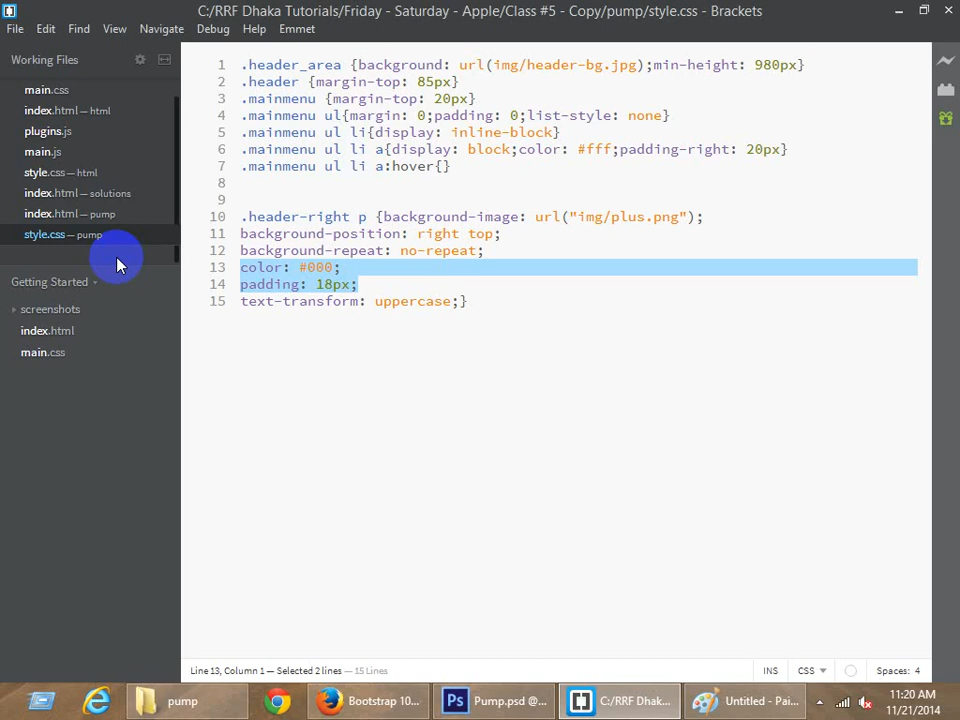 C:/RRF Dhaka Tutorials/Friday - Saturday - Apple/Class #5 - Copy/pump/style.css - Brackets
File Edit Find View Navigate Debug Help Emmet
Working Files
main.css
index.html — html
plugins.js
main.js
style.css — html
index.html — solutions
index.html — pump
style.css — pump
Getting Started
screenshots
index.html
main.css
1 .header_area {background: url(img/header-bg.jpg);min-height: 980px}
2 .header {margin-top: 85px}
3 .mainmenu {margin-top: 20px}
4 .mainmenu ul{margin: 0;padding: 0;list-style: none}
5 .mainmenu ul li{display: inline-block}
6 .mainmenu ul li a{display: block;color: #fff;padding-right: 20px}
7 .mainmenu ul li a:hover{}
8
9
10 .header-right p {background-image: url("img/plus.png");
11 background-position: right top;
12 background-repeat: no-repeat;
13 color: #000;
14 padding: 18px;
15 text-transform: uppercase;}
Line 13, Column 1 — Selected 2 lines — 15 Lines
INS CSS Spaces: 4
pump
Bootstrap 10...
Ps Pump.psd @...
C:/RRF Dhak...
Untitled - Pai...
11:20 AM
11/21/2014